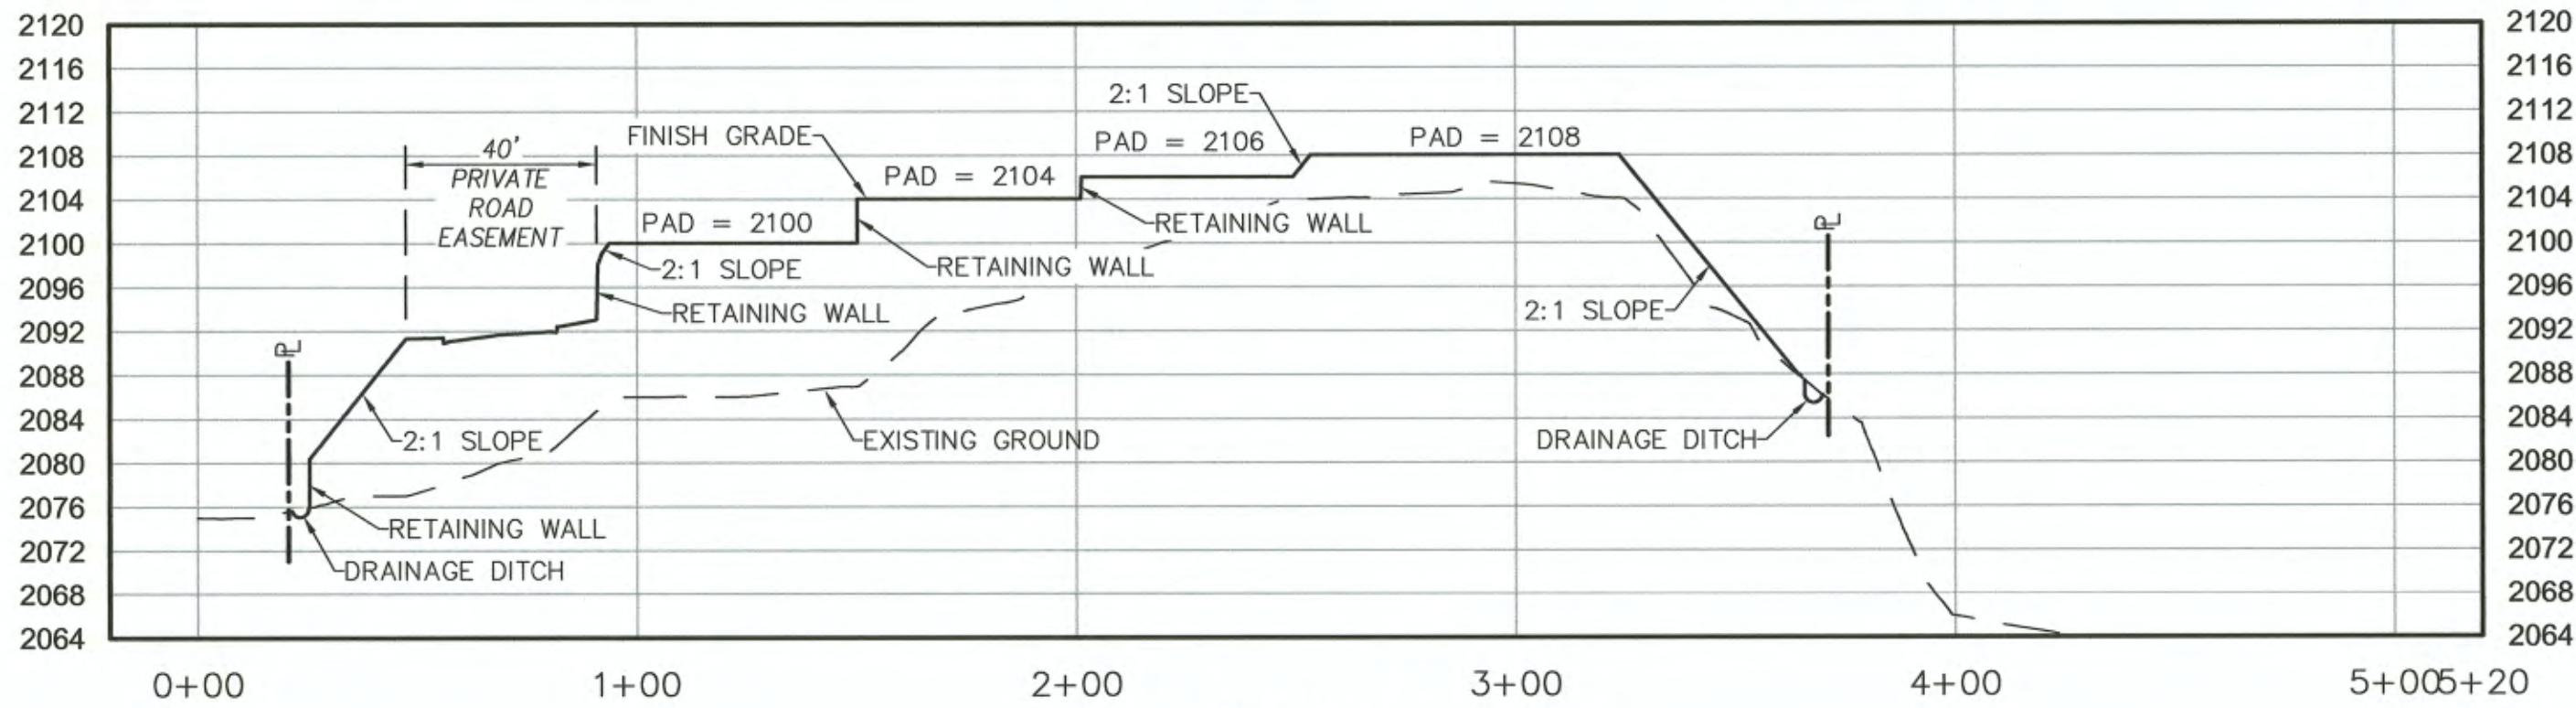 2120 2120
2116 2116
2:1 SLOPE
2112 2112
FINISH GRADE
PAD = 2106
PAD = 2108
40'
2108 2108
PRIVATE
ROAD
EASEMENT
PAD = 2104
2104 2104
PAD = 2100
RETAINING WALL
PL
2100 2100
2:1 SLOPE
RETAINING WALL
2096 2096
RETAINING WALL
2:1 SLOPE
2092 2092
PL
2088 2088
2084 2084
2:1 SLOPE
EXISTING GROUND
DRAINAGE DITCH
2080 2080
2076 2076
RETAINING WALL
2072 2072
DRAINAGE DITCH
2068 2068
2064 2064
0+00 1+00 2+00 3+00 4+00 5+00 5+20